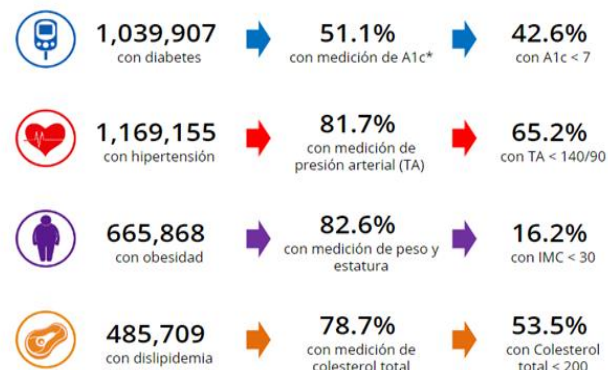 1,039,907
con diabetes
51.1%
con medición de A1c*
42.6%
con A1c < 7
1,169,155
con hipertensión
81.7%
con medición de
presión arterial (TA)
65.2%
con TA < 140/90
665,868
con obesidad
82.6%
con medición de peso y
estatura
16.2%
con IMC < 30
485,709
con dislipidemia
78.7%
con medición de
colesterol total
53.5%
con Colesterol
total < 200